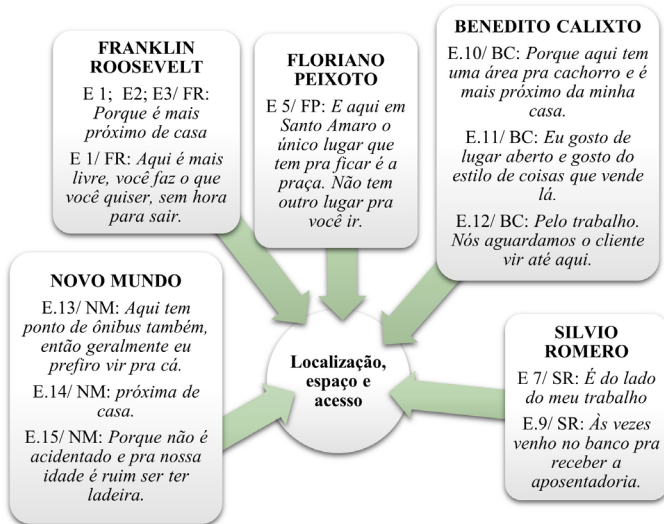 FRANKLIN
ROOSEVELT
E 1; E2; E3/ FR:
Porque é mais
próximo de casa
E 1/ FR: Aqui é mais
livre, você faz o que
você quiser, sem hora
para sair.
FLORIANO
PEIXOTO
E 5/ FP: E aqui em
Santo Amaro o
único lugar que
tem pra ficar é a
praça. Não tem
outro lugar pra
você ir.
BENEDITO CALIXTO
E.10/ BC: Porque aqui tem
uma área pra cachorro e é
mais próximo da minha
casa.
E.11/ BC: Eu gosto de
lugar aberto e gosto do
estilo de coisas que vende
lá.
E.12/ BC: Pelo trabalho.
Nós aguardamos o cliente
vir até aqui.
NOVO MUNDO
E.13/ NM: Aqui tem
ponto de ônibus também,
então geralmente eu
prefiro vir pra cá.
E.14/ NM: próxima de
casa.
E.15/ NM: Porque não é
acidentado e pra nossa
idade é ruim ser ter
ladeira.
Localização,
espaço e
acesso
SILVIO
ROMERO
E 7/ SR: É do lado
do meu trabalho
E.9/ SR: Às vezes
venho no banco pra
receber a
aposentadoria.